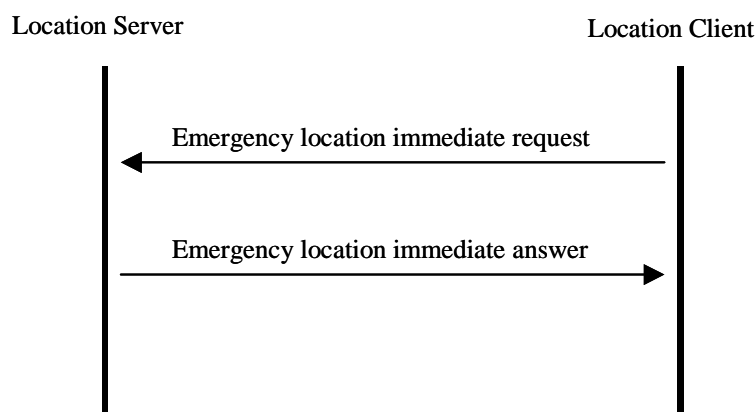 Location Server
Location Client
Emergency location immediate request
Emergency location immediate answer